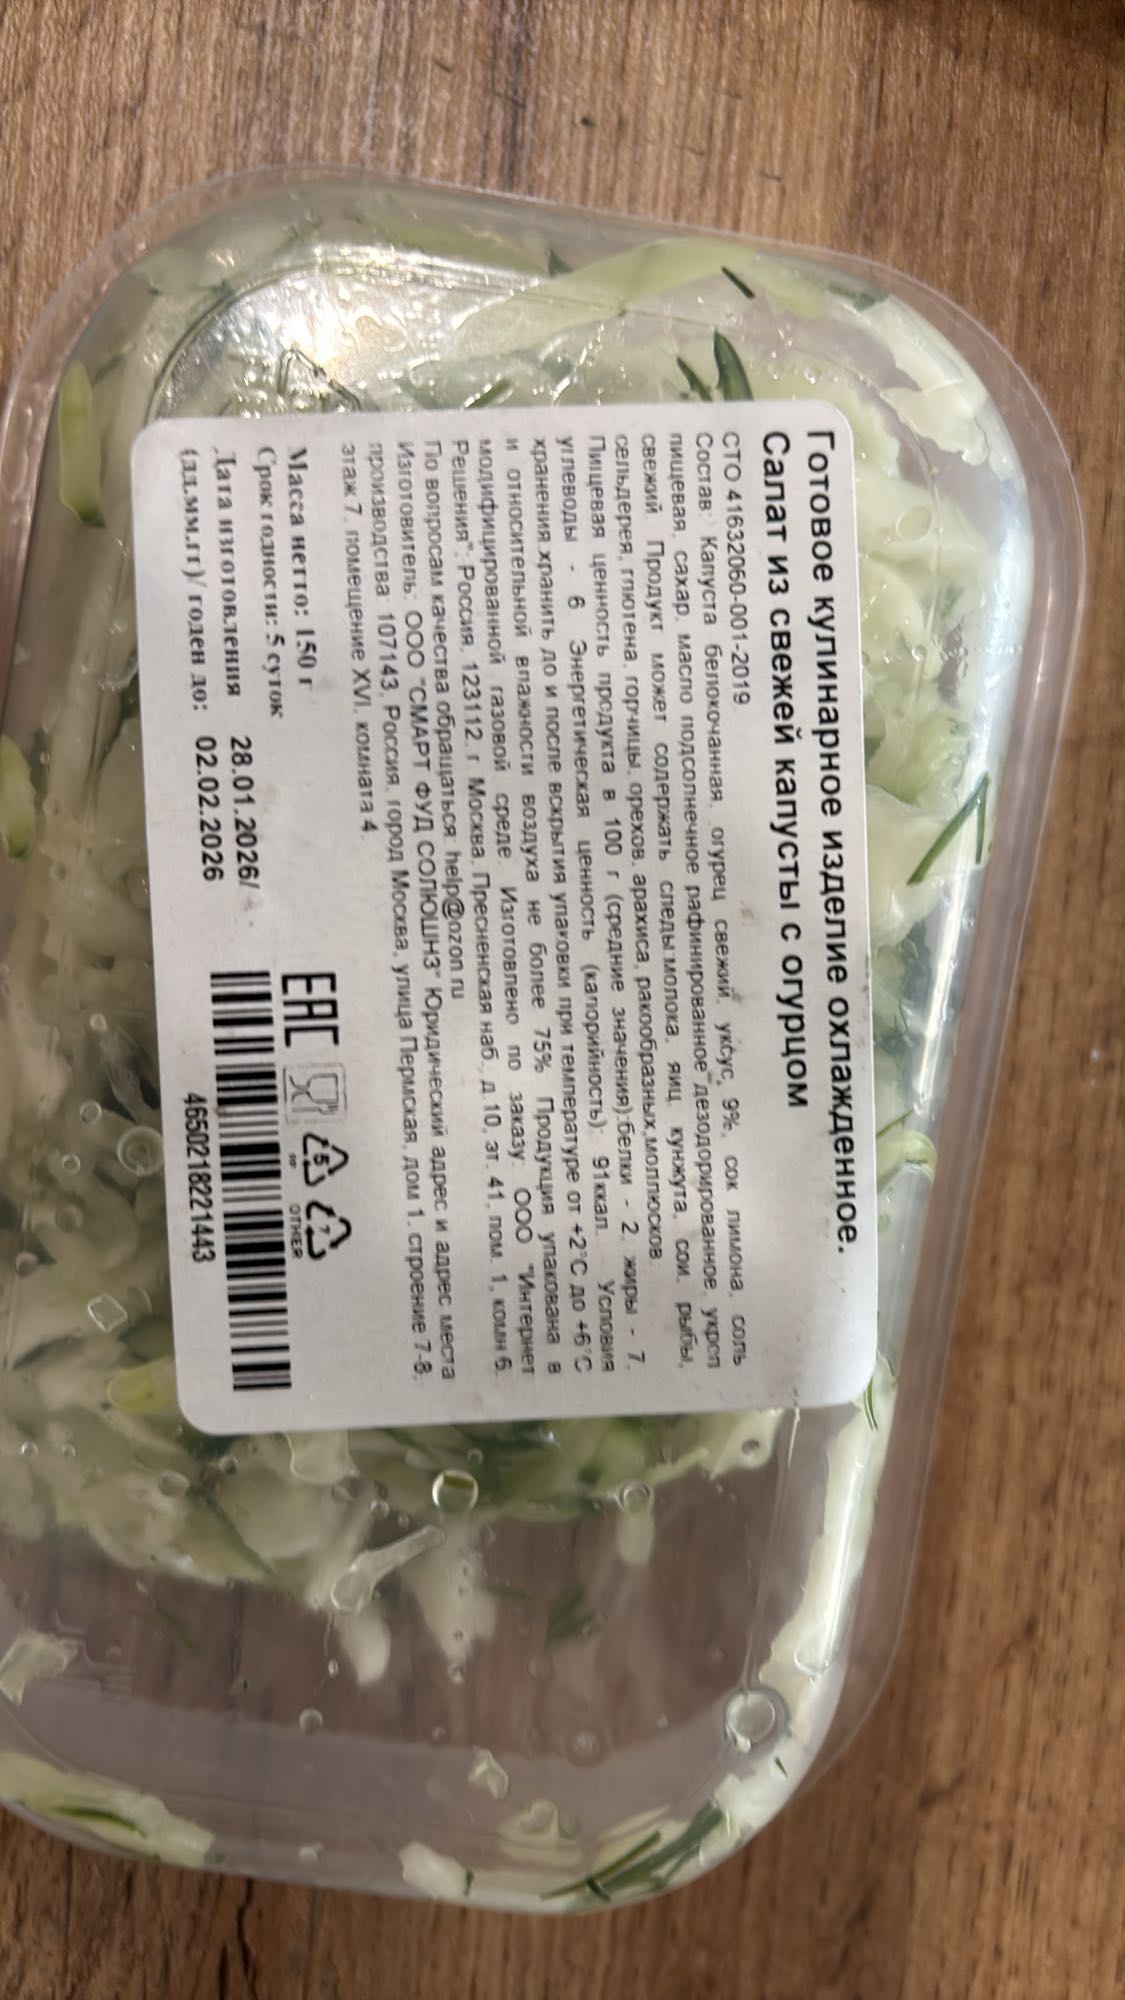 Готовое кулинарное изделие охлажденное.
Салат из свежей капусты с огурцом
СТО 41632060-001-2019
Состав: Капуста белокочанная, огурец свежий, уксус 9%, сок лимона, соль
пищевая, сахар, масло подсолнечное рафинированное дезодорированное, укроп
свежий. Продукт может содержать следы:молока, яиц, кунжута, сои, рыбы,
сельдерея, глютена, горчицы, орехов, арахиса, ракообразных,моллюсков.
Пищевая ценность продукта в 100 г (средние значения):белки - 2, жиры - 7,
углеводы - 6 Энергетическая ценность (калорийность): 91ккал. Условия
хранения:хранить до и после вскрытия упаковки при температуре от +2°С до +6°С
и относительной влажности воздуха не более 75% Продукция упакована в
модифицированной газовой среде Изготовлено по заказу: ООО "Интернет
Решения": Россия, 123112, г. Москва, Пресненская наб., д.10, эт. 41, пом. 1, комн 6.
По вопросам качества обращаться: help@ozon.ru
Изготовитель: ООО "СМАРТ ФУД СОЛЮШНЗ" Юридический адрес и адрес места
производства: 107143, Россия, город Москва, улица Пермская, дом 1, строение 7-8,
этаж 7, помещение XVI, комната 4.
Масса нетто: 150 г
Срок годности: 5 суток
Дата изготовления 28.01.2026/
(дд.мм.гг)/ годен до: 02.02.2026
EAC
5
PP
7
OTHER
4650218221443